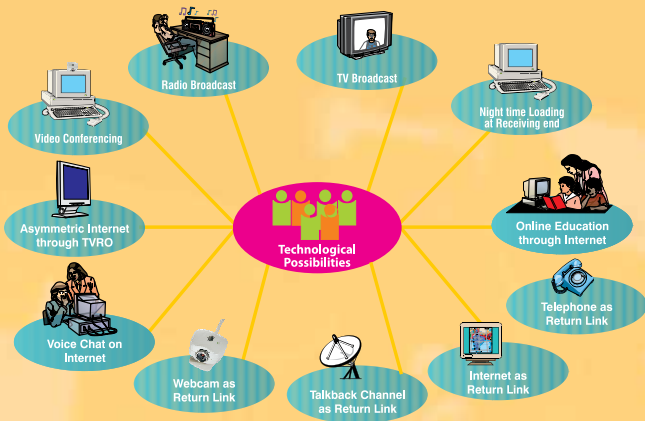 Radio Broadcast
TV Broadcast
Video Conferencing
Night time Loading
at Receiving end
Asymmetric Internet
through TVRO
Technological
Possibilities
Online Education
through Internet
Voice Chat on
Internet
Telephone as
Return Link
Webcam as
Return Link
Talkback Channel
as Return Link
Internet as
Return Link